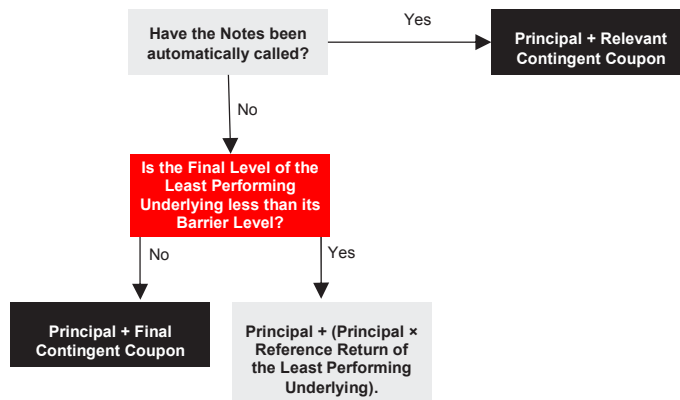 Have the Notes been
automatically called?
Yes
Principal + Relevant
Contingent Coupon
No
Is the Final Level of the
Least Performing
Underlying less than its
Barrier Level?
No
Yes
Principal + Final
Contingent Coupon
Principal + (Principal ×
Reference Return of
the Least Performing
Underlying).